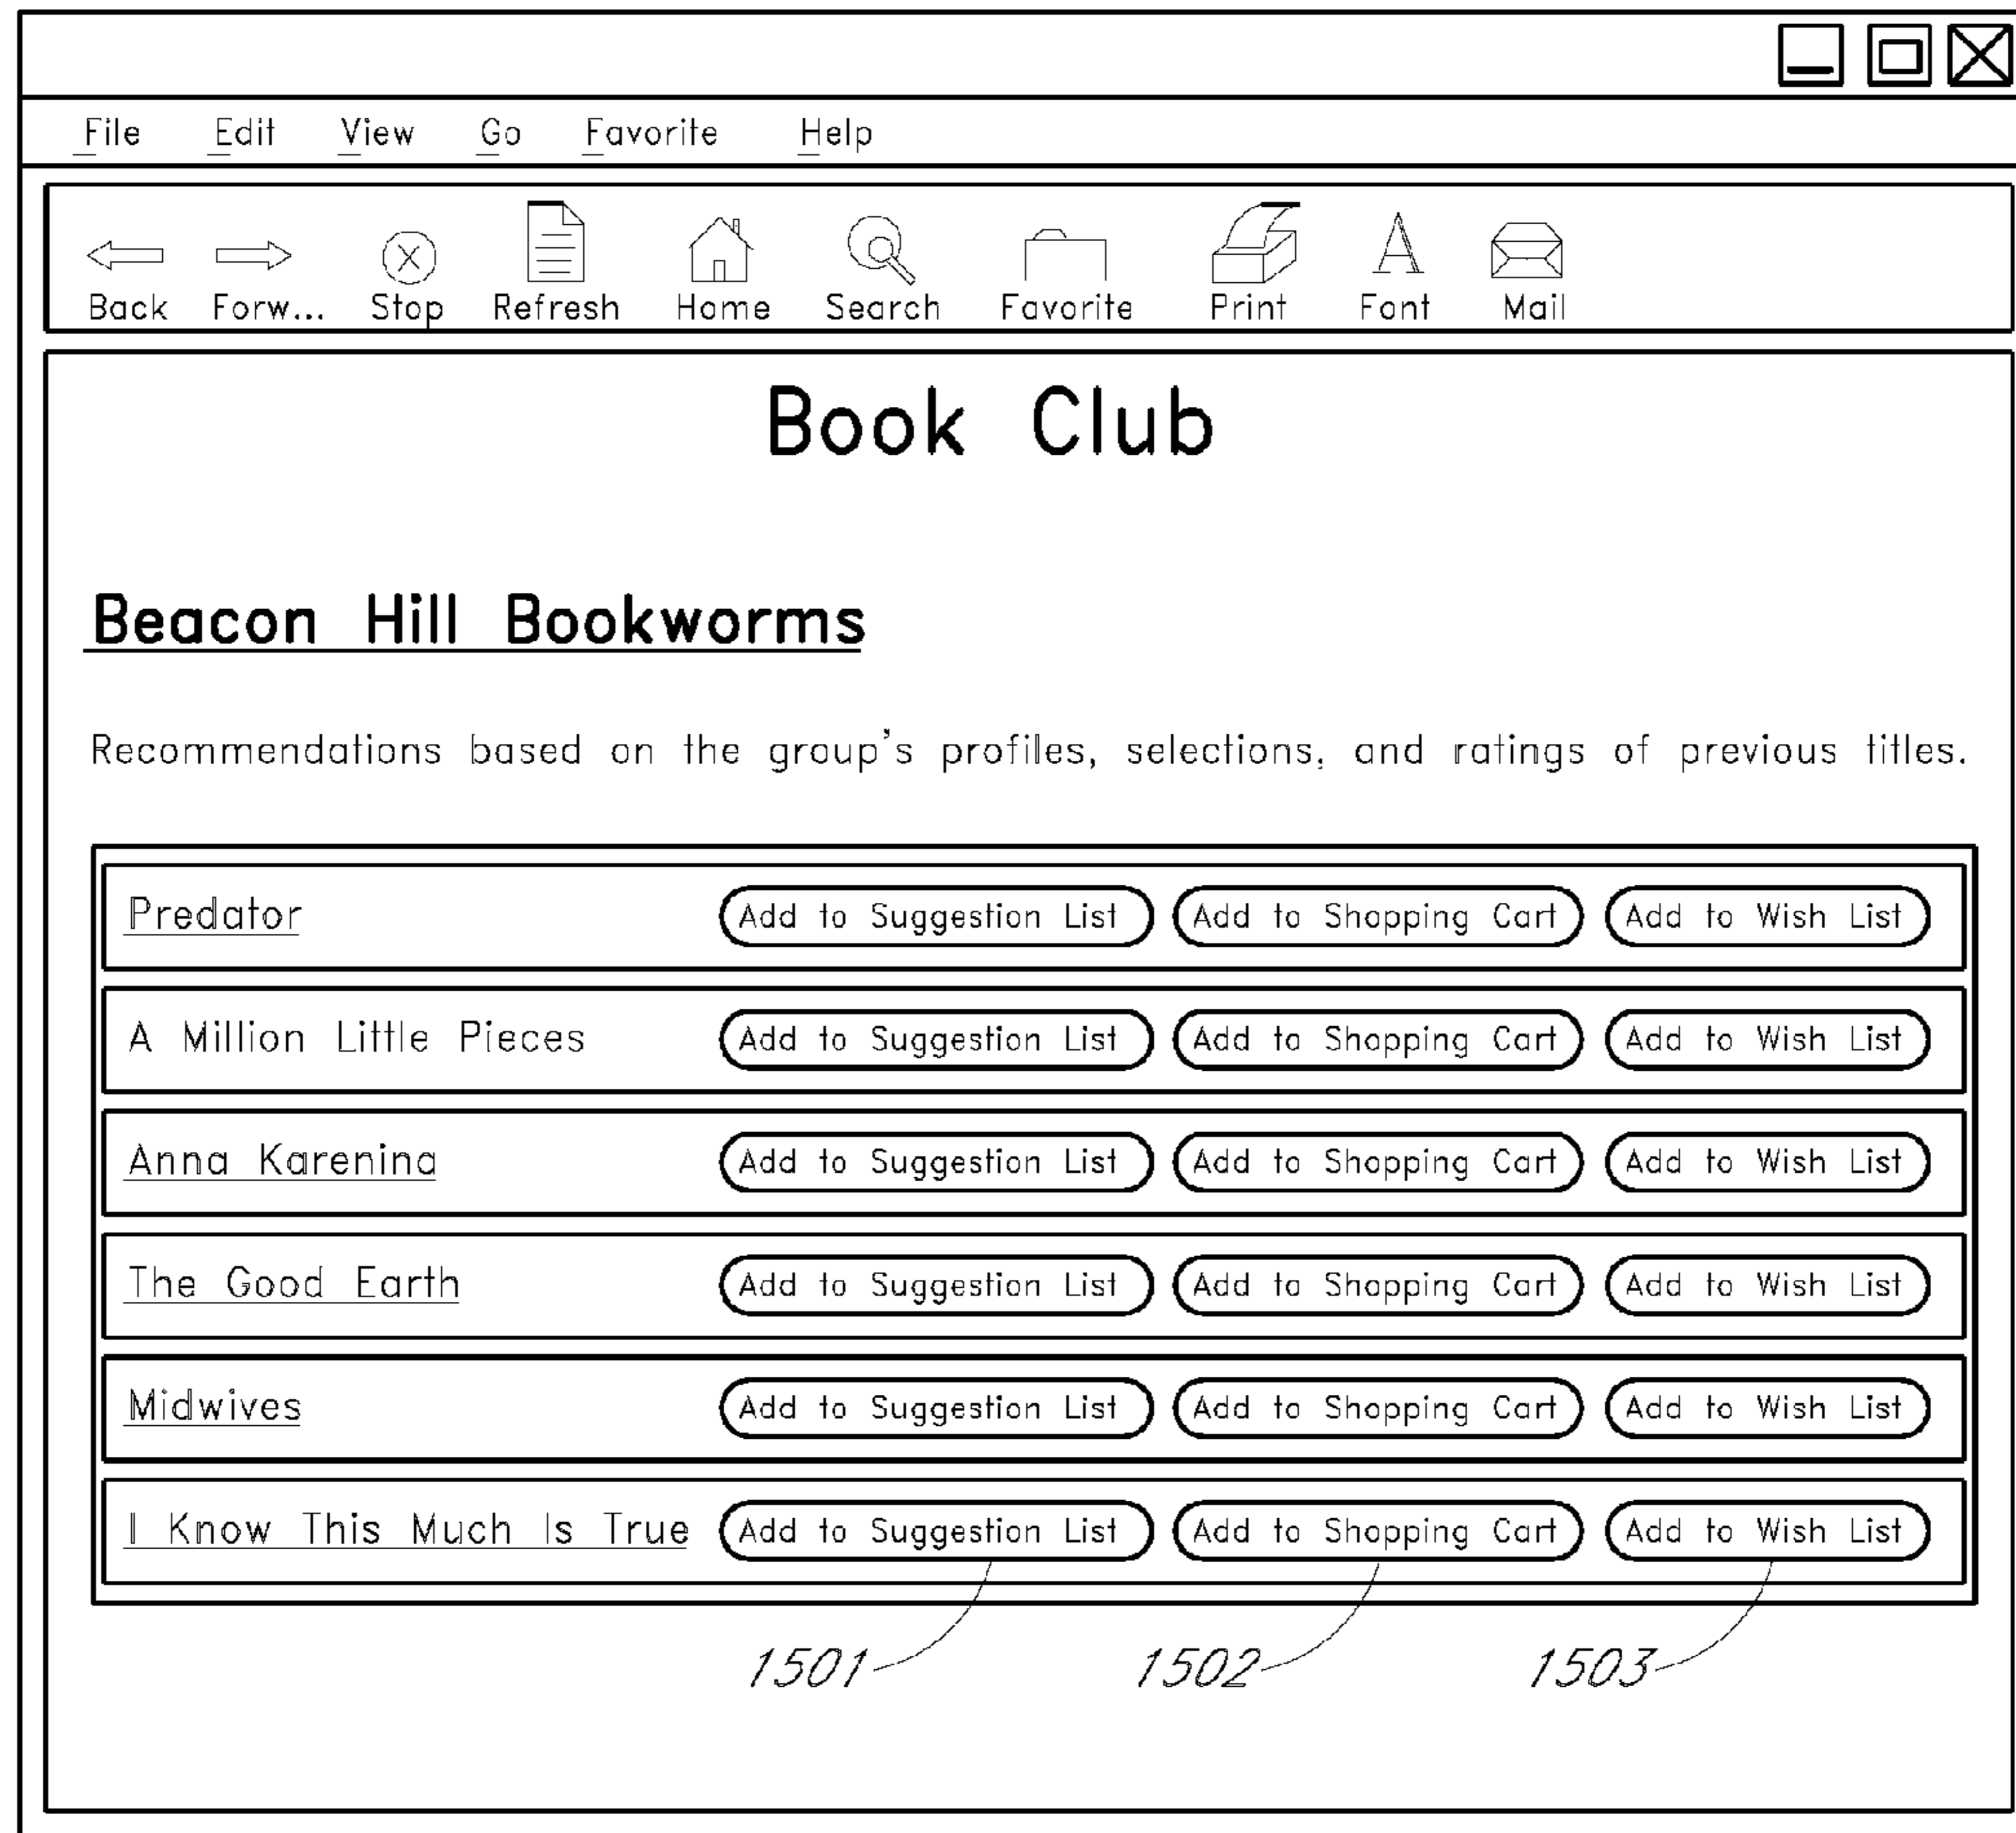 File Edit View Go Favorite Help
Back Forw... Stop Refresh Home Search Favorite Print Font Mail
Book Club
Beacon Hill Bookworms
Recommendations based on the group's profiles, selections, and ratings of previous titles.
Predator Add to Suggestion List Add to Shopping Cart Add to Wish List
A Million Little Pieces Add to Suggestion List Add to Shopping Cart Add to Wish List
Anna Karenina Add to Suggestion List Add to Shopping Cart Add to Wish List
The Good Earth Add to Suggestion List Add to Shopping Cart Add to Wish List
Midwives Add to Suggestion List Add to Shopping Cart Add to Wish List
I Know This Much Is True Add to Suggestion List Add to Shopping Cart Add to Wish List
1501 1502 1503